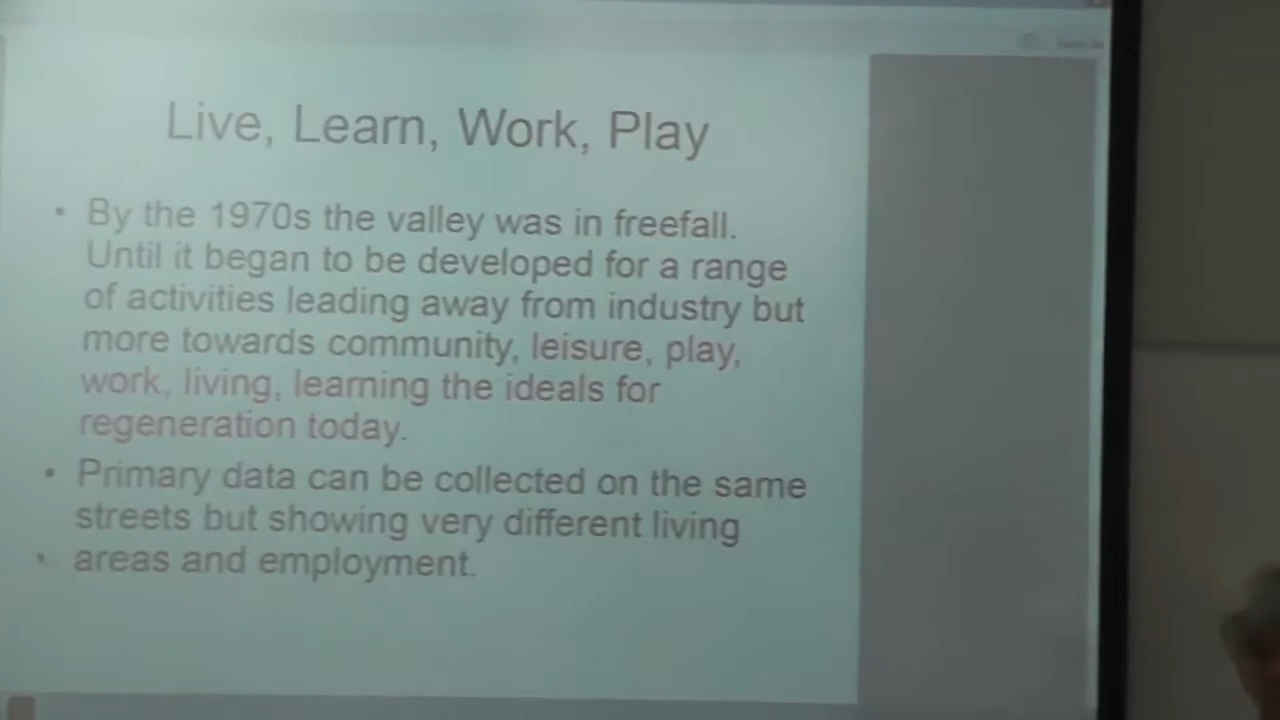 Live, Learn, Work, Play
• By the 1970s the valley was in freefall.
Until it began to be developed for a range
of activities leading away from industry but
more towards community, leisure, play,
work, living, learning the ideals for
regeneration today.
• Primary data can be collected on the same
streets but showing very different living
• areas and employment.